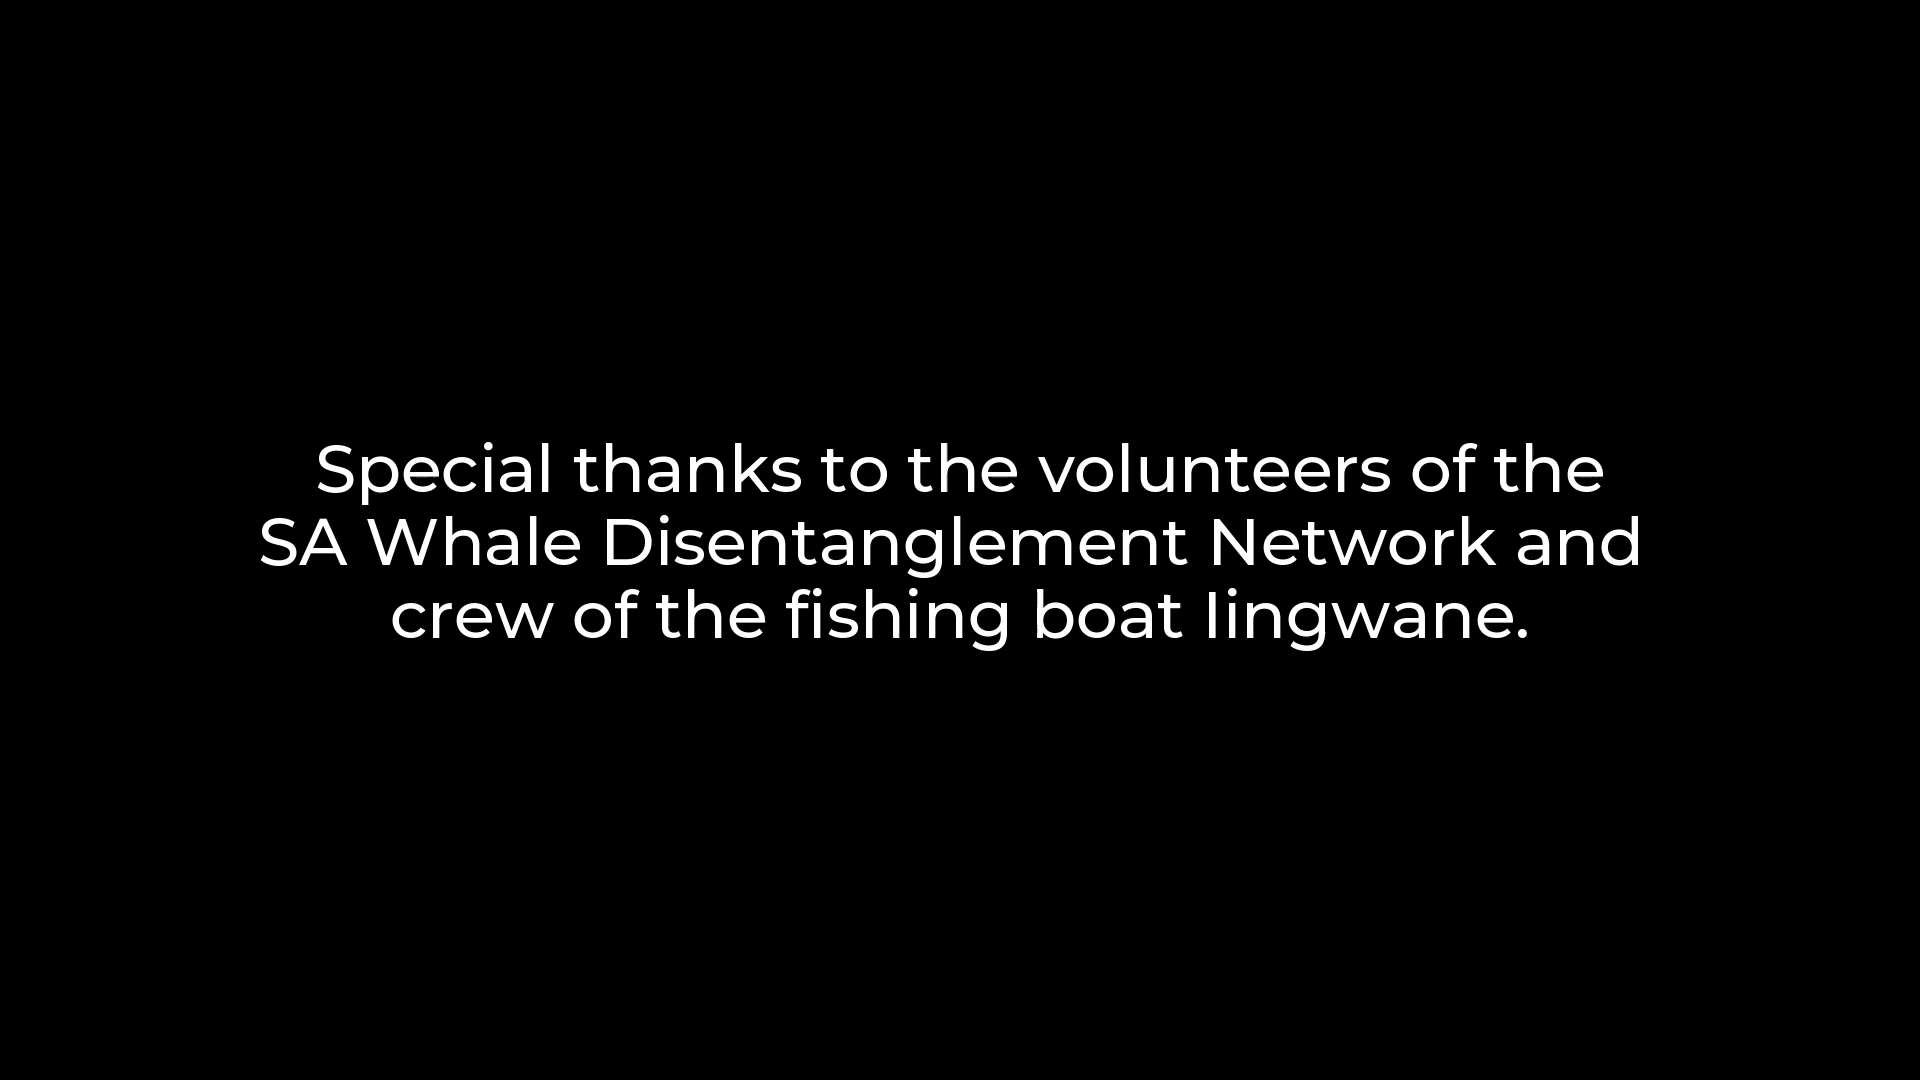 Special thanks to the volunteers of the
SA Whale Disentanglement Network and
crew of the fishing boat Iingwane.